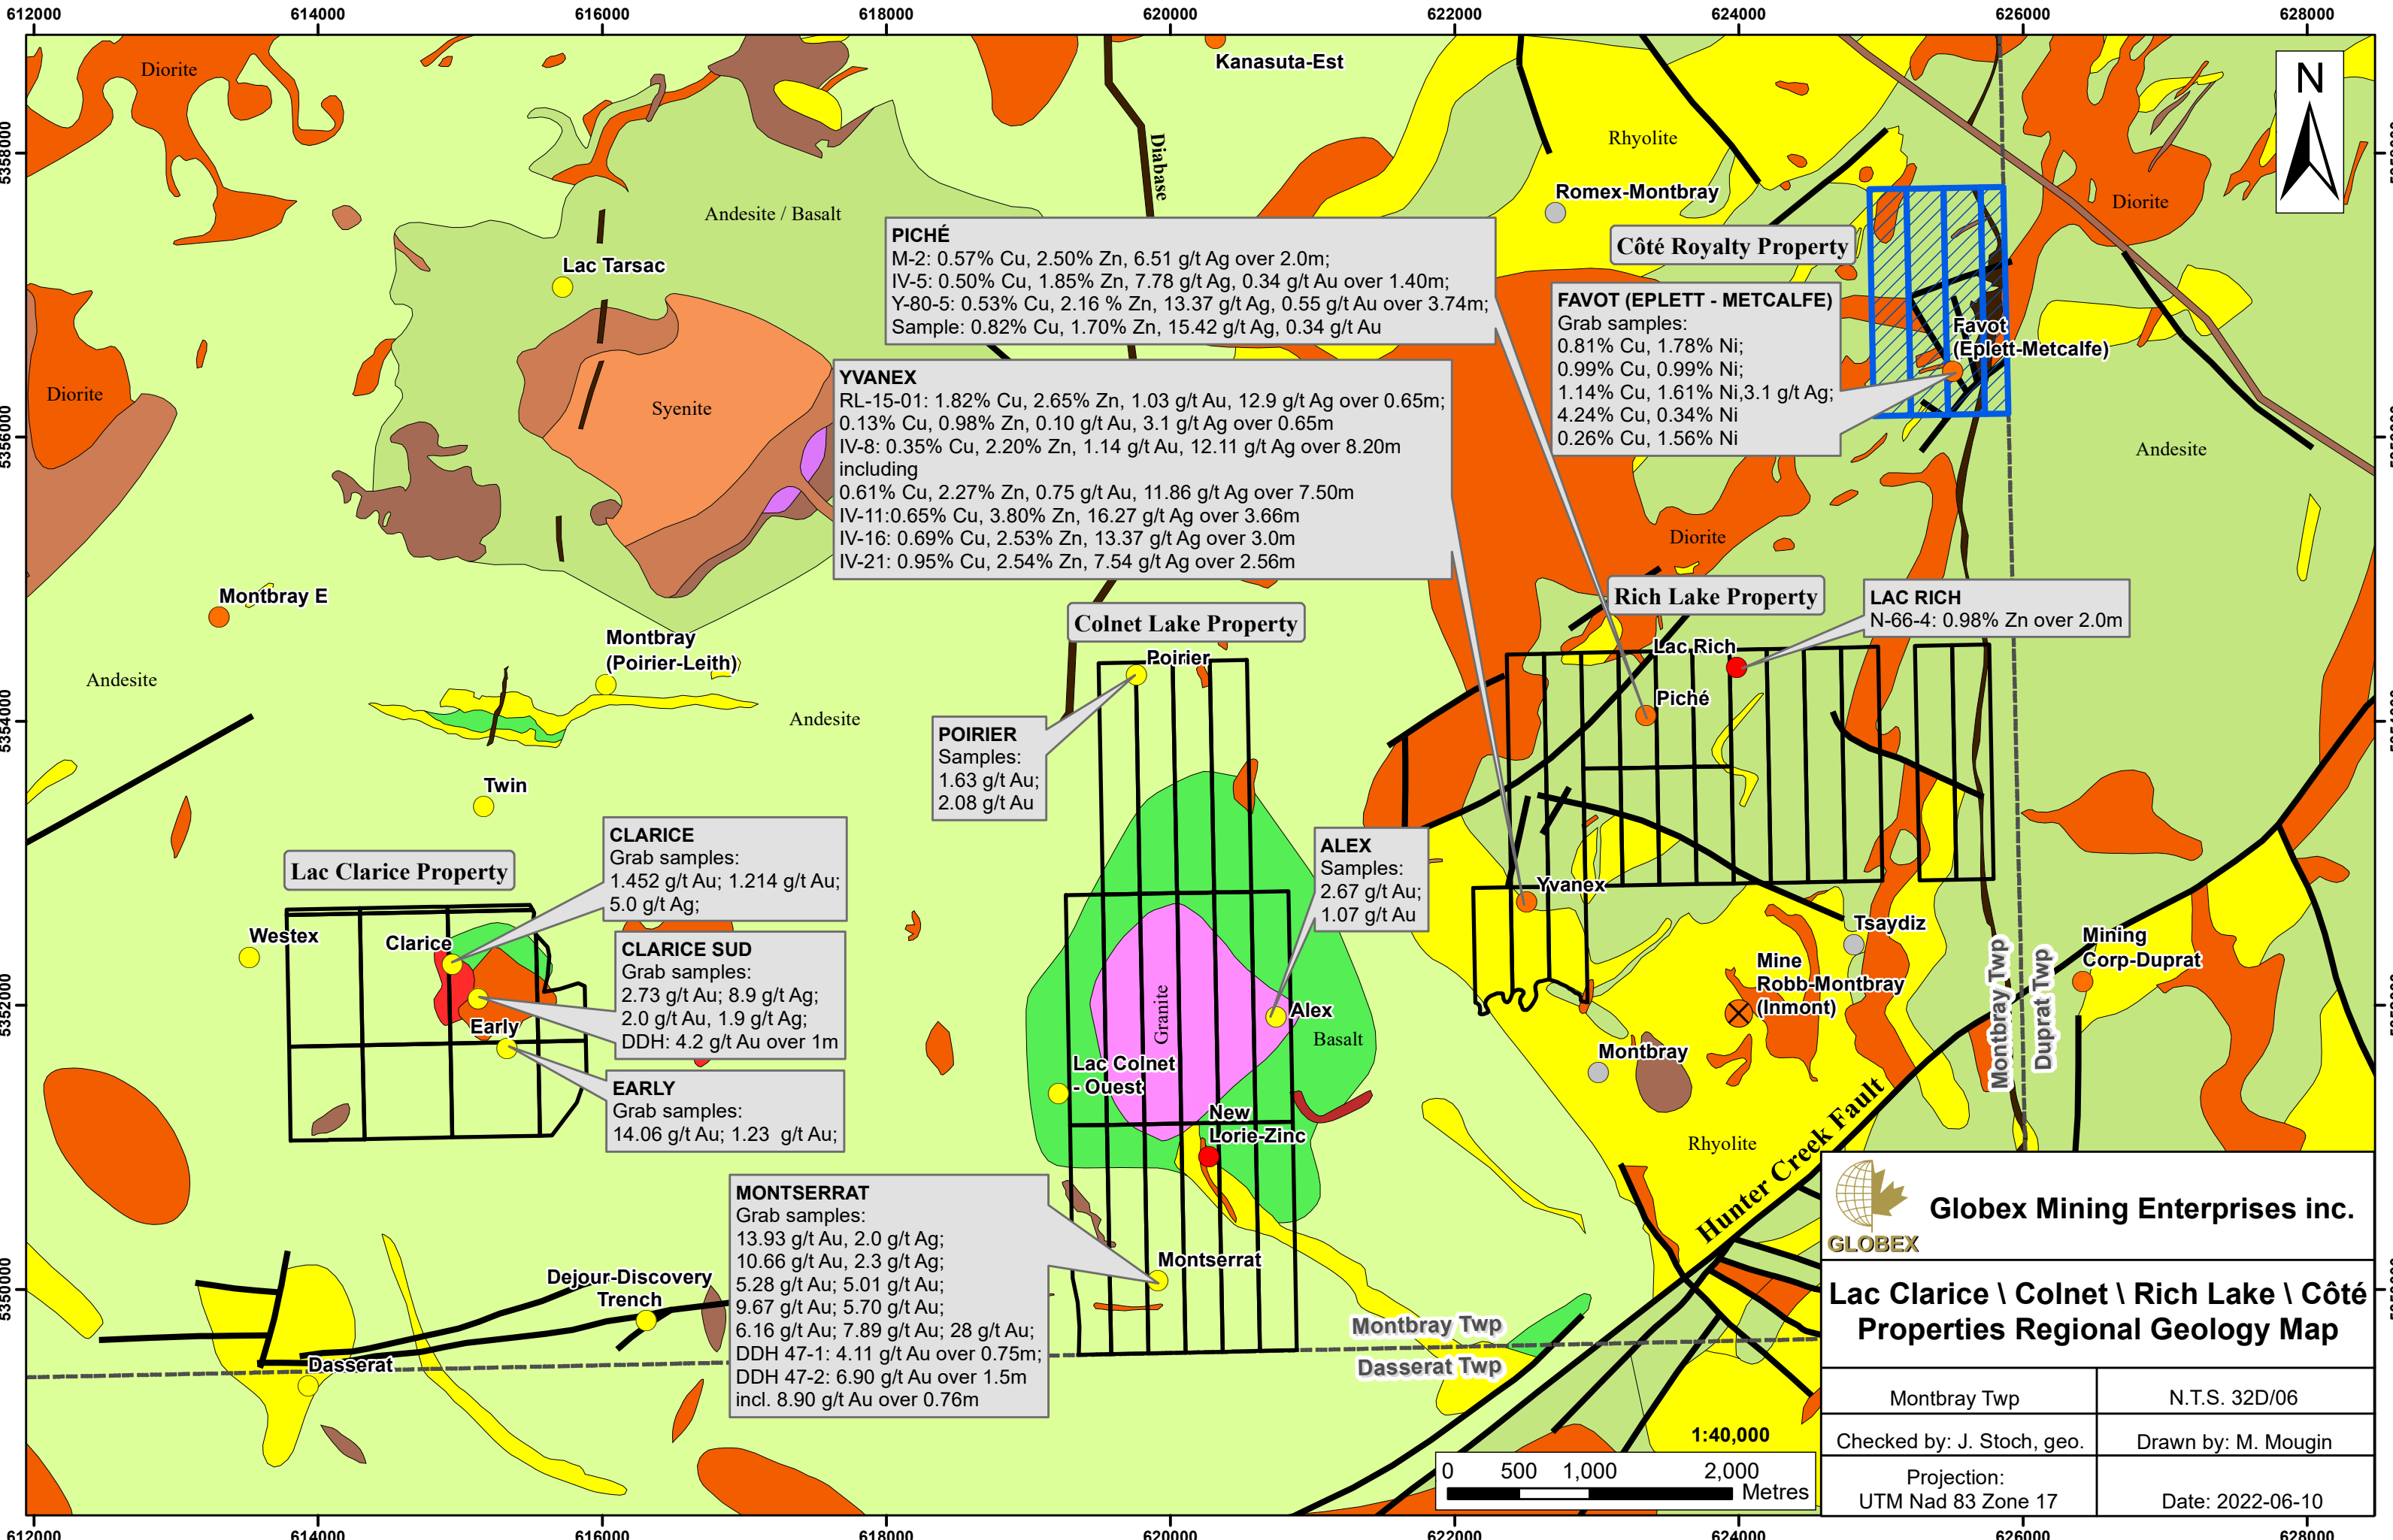 612000
614000
616000
618000
620000
622000
624000
626000
628000
5358000
5356000
5354000
5352000
5350000
N
Diorite
Kanasuta-Est
Diabase
Rhyolite
Andesite / Basalt
Romex-Montbray
Diorite
Lac Tarsac
PICHÉ
M-2: 0.57% Cu, 2.50% Zn, 6.51 g/t Ag over 2.0m;
IV-5: 0.50% Cu, 1.85% Zn, 7.78 g/t Ag, 0.34 g/t Au over 1.40m;
Y-80-5: 0.53% Cu, 2.16 % Zn, 13.37 g/t Ag, 0.55 g/t Au over 3.74m;
Sample: 0.82% Cu, 1.70% Zn, 15.42 g/t Ag, 0.34 g/t Au
Côté Royalty Property
FAVOT (EPLETT - METCALFE)
Grab samples:
0.81% Cu, 1.78% Ni;
0.99% Cu, 0.99% Ni;
1.14% Cu, 1.61% Ni,3.1 g/t Ag;
4.24% Cu, 0.34% Ni
0.26% Cu, 1.56% Ni
Favot
(Eplett-Metcalfe)
Diorite
Syenite
YVANEX
RL-15-01: 1.82% Cu, 2.65% Zn, 1.03 g/t Au, 12.9 g/t Ag over 0.65m;
0.13% Cu, 0.98% Zn, 0.10 g/t Au, 3.1 g/t Ag over 0.65m
IV-8: 0.35% Cu, 2.20% Zn, 1.14 g/t Au, 12.11 g/t Ag over 8.20m
including
0.61% Cu, 2.27% Zn, 0.75 g/t Au, 11.86 g/t Ag over 7.50m
IV-11:0.65% Cu, 3.80% Zn, 16.27 g/t Ag over 3.66m
IV-16: 0.69% Cu, 2.53% Zn, 13.37 g/t Ag over 3.0m
IV-21: 0.95% Cu, 2.54% Zn, 7.54 g/t Ag over 2.56m
Andesite
Diorite
Montbray E
Montbray
(Poirier-Leith)
Colnet Lake Property
Rich Lake Property
LAC RICH
N-66-4: 0.98% Zn over 2.0m
Lac Rich
Poirier
Piché
Andesite
Andesite
POIRIER
Samples:
1.63 g/t Au;
2.08 g/t Au
Twin
Lac Clarice Property
CLARICE
Grab samples:
1.452 g/t Au; 1.214 g/t Au;
5.0 g/t Ag;
ALEX
Samples:
2.67 g/t Au;
1.07 g/t Au
Yvanex
Westex
Clarice
CLARICE SUD
Grab samples:
2.73 g/t Au; 8.9 g/t Ag;
2.0 g/t Au, 1.9 g/t Ag;
DDH: 4.2 g/t Au over 1m
Tsaydiz
Mining
Corp-Duprat
Mine
Robb-Montbray
(Inmont)
Montbray Twp
Duprat Twp
Early
Granite
Alex
Basalt
Lac Colnet
- Ouest
Montbray
EARLY
Grab samples:
14.06 g/t Au; 1.23  g/t Au;
New
Lorie-Zinc
Rhyolite
Hunter Creek Fault
MONTSERRAT
Grab samples:
13.93 g/t Au, 2.0 g/t Ag;
10.66 g/t Au, 2.3 g/t Ag;
5.28 g/t Au; 5.01 g/t Au;
9.67 g/t Au; 5.70 g/t Au;
6.16 g/t Au; 7.89 g/t Au; 28 g/t Au;
DDH 47-1: 4.11 g/t Au over 0.75m;
DDH 47-2: 6.90 g/t Au over 1.5m
incl. 8.90 g/t Au over 0.76m
Montserrat
Dejour-Discovery
Trench
Dasserat
Montbray Twp
Dasserat Twp
GLOBEX
Globex Mining Enterprises inc.
Lac Clarice \ Colnet \ Rich Lake \ Côté
Properties Regional Geology Map
Montbray Twp
N.T.S. 32D/06
Checked by: J. Stoch, geo.
Drawn by: M. Mougin
Projection:
UTM Nad 83 Zone 17
Date: 2022-06-10
1:40,000
0 500 1,000 2,000
Metres
612000
614000
616000
618000
620000
622000
624000
626000
628000